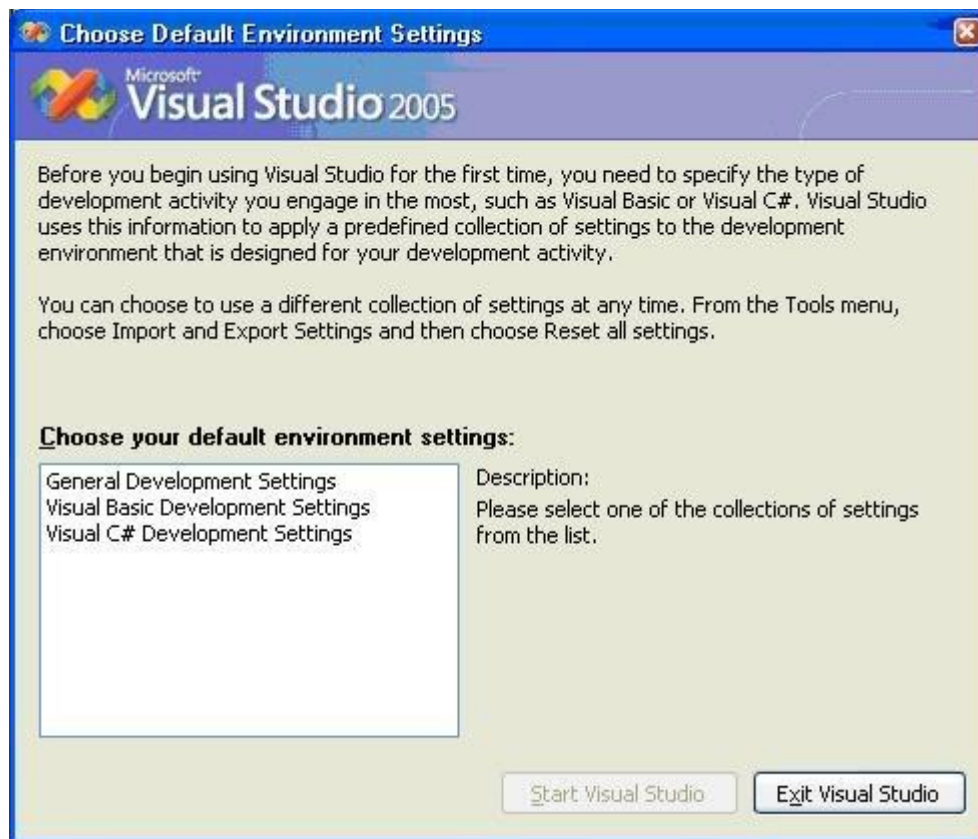 Choose Default Environment Settings
Microsoft
Visual Studio 2005
Before you begin using Visual Studio for the first time, you need to specify the type of
development activity you engage in the most, such as Visual Basic or Visual C#. Visual Studio
uses this information to apply a predefined collection of settings to the development
environment that is designed for your development activity.
You can choose to use a different collection of settings at any time. From the Tools menu,
choose Import and Export Settings and then choose Reset all settings.
Choose your default environment settings:
General Development Settings
Visual Basic Development Settings
Visual C# Development Settings
Description:
Please select one of the collections of settings
from the list.
Start Visual Studio
Exit Visual Studio